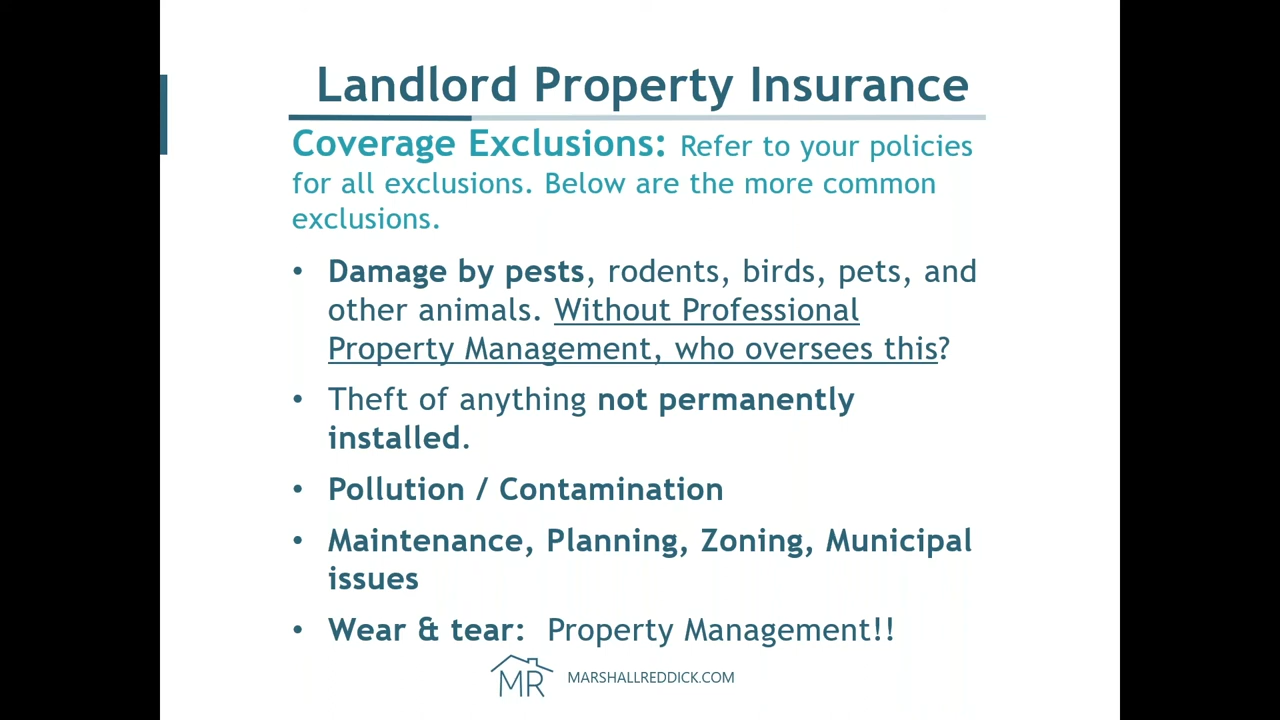 Landlord Property Insurance
Coverage Exclusions: Refer to your policies
for all exclusions. Below are the more common
exclusions.
• Damage by pests, rodents, birds, pets, and
other animals. Without Professional
Property Management, who oversees this?
• Theft of anything not permanently
installed.
• Pollution / Contamination
• Maintenance, Planning, Zoning, Municipal
issues
• Wear & tear: Property Management!!
MR MARSHALLREDDICK.COM